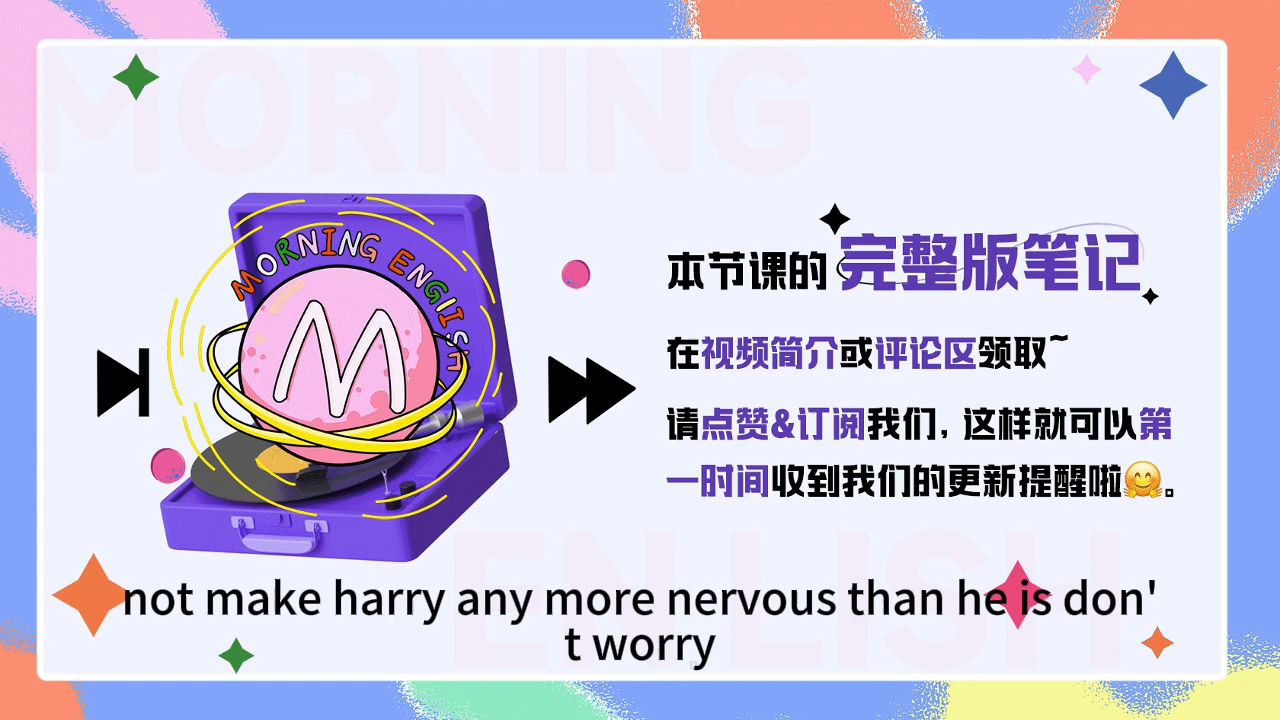 MORNING
MORNING ENGLISH
M
本节课的 完整版笔记
在视频简介或评论区领取~
请点赞&订阅我们, 这样就可以第
一时间收到我们的更新提醒啦🤗。
ENLISH
not make harry any more nervous than he is don'
t worry